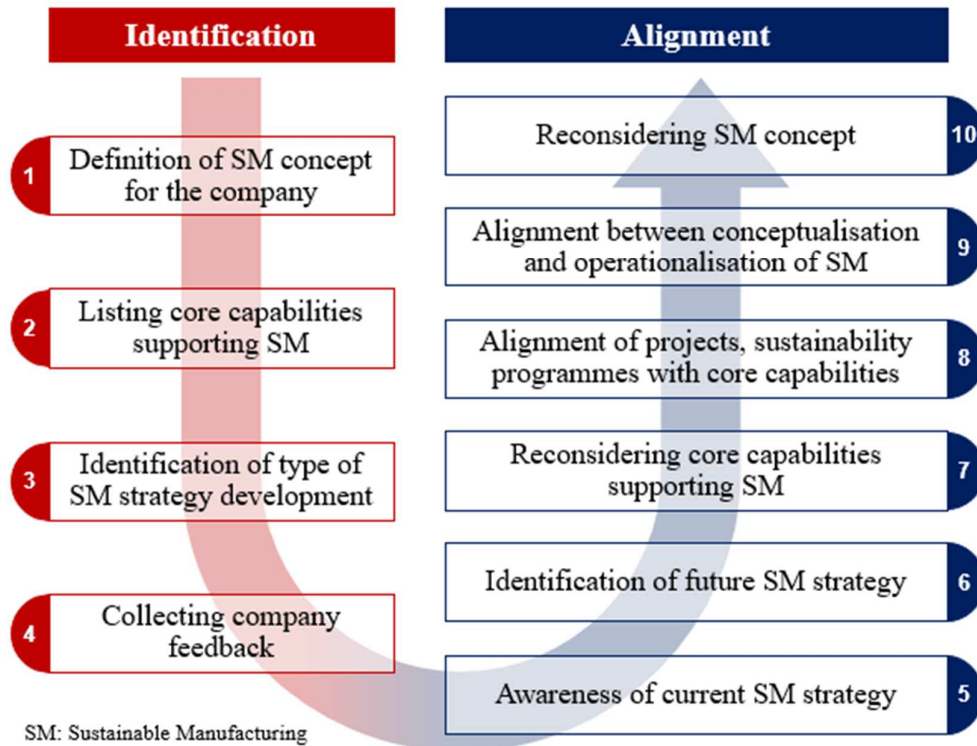 Identification
1
Definition of SM concept
for the company
2
Listing core capabilities
supporting SM
3
Identification of type of
SM strategy development
4
Collecting company
feedback
SM: Sustainable Manufacturing
Alignment
Reconsidering SM concept
10
Alignment between conceptualisation
and operationalisation of SM
9
Alignment of projects, sustainability
programmes with core capabilities
8
Reconsidering core capabilities
supporting SM
7
Identification of future SM strategy
6
Awareness of current SM strategy
5